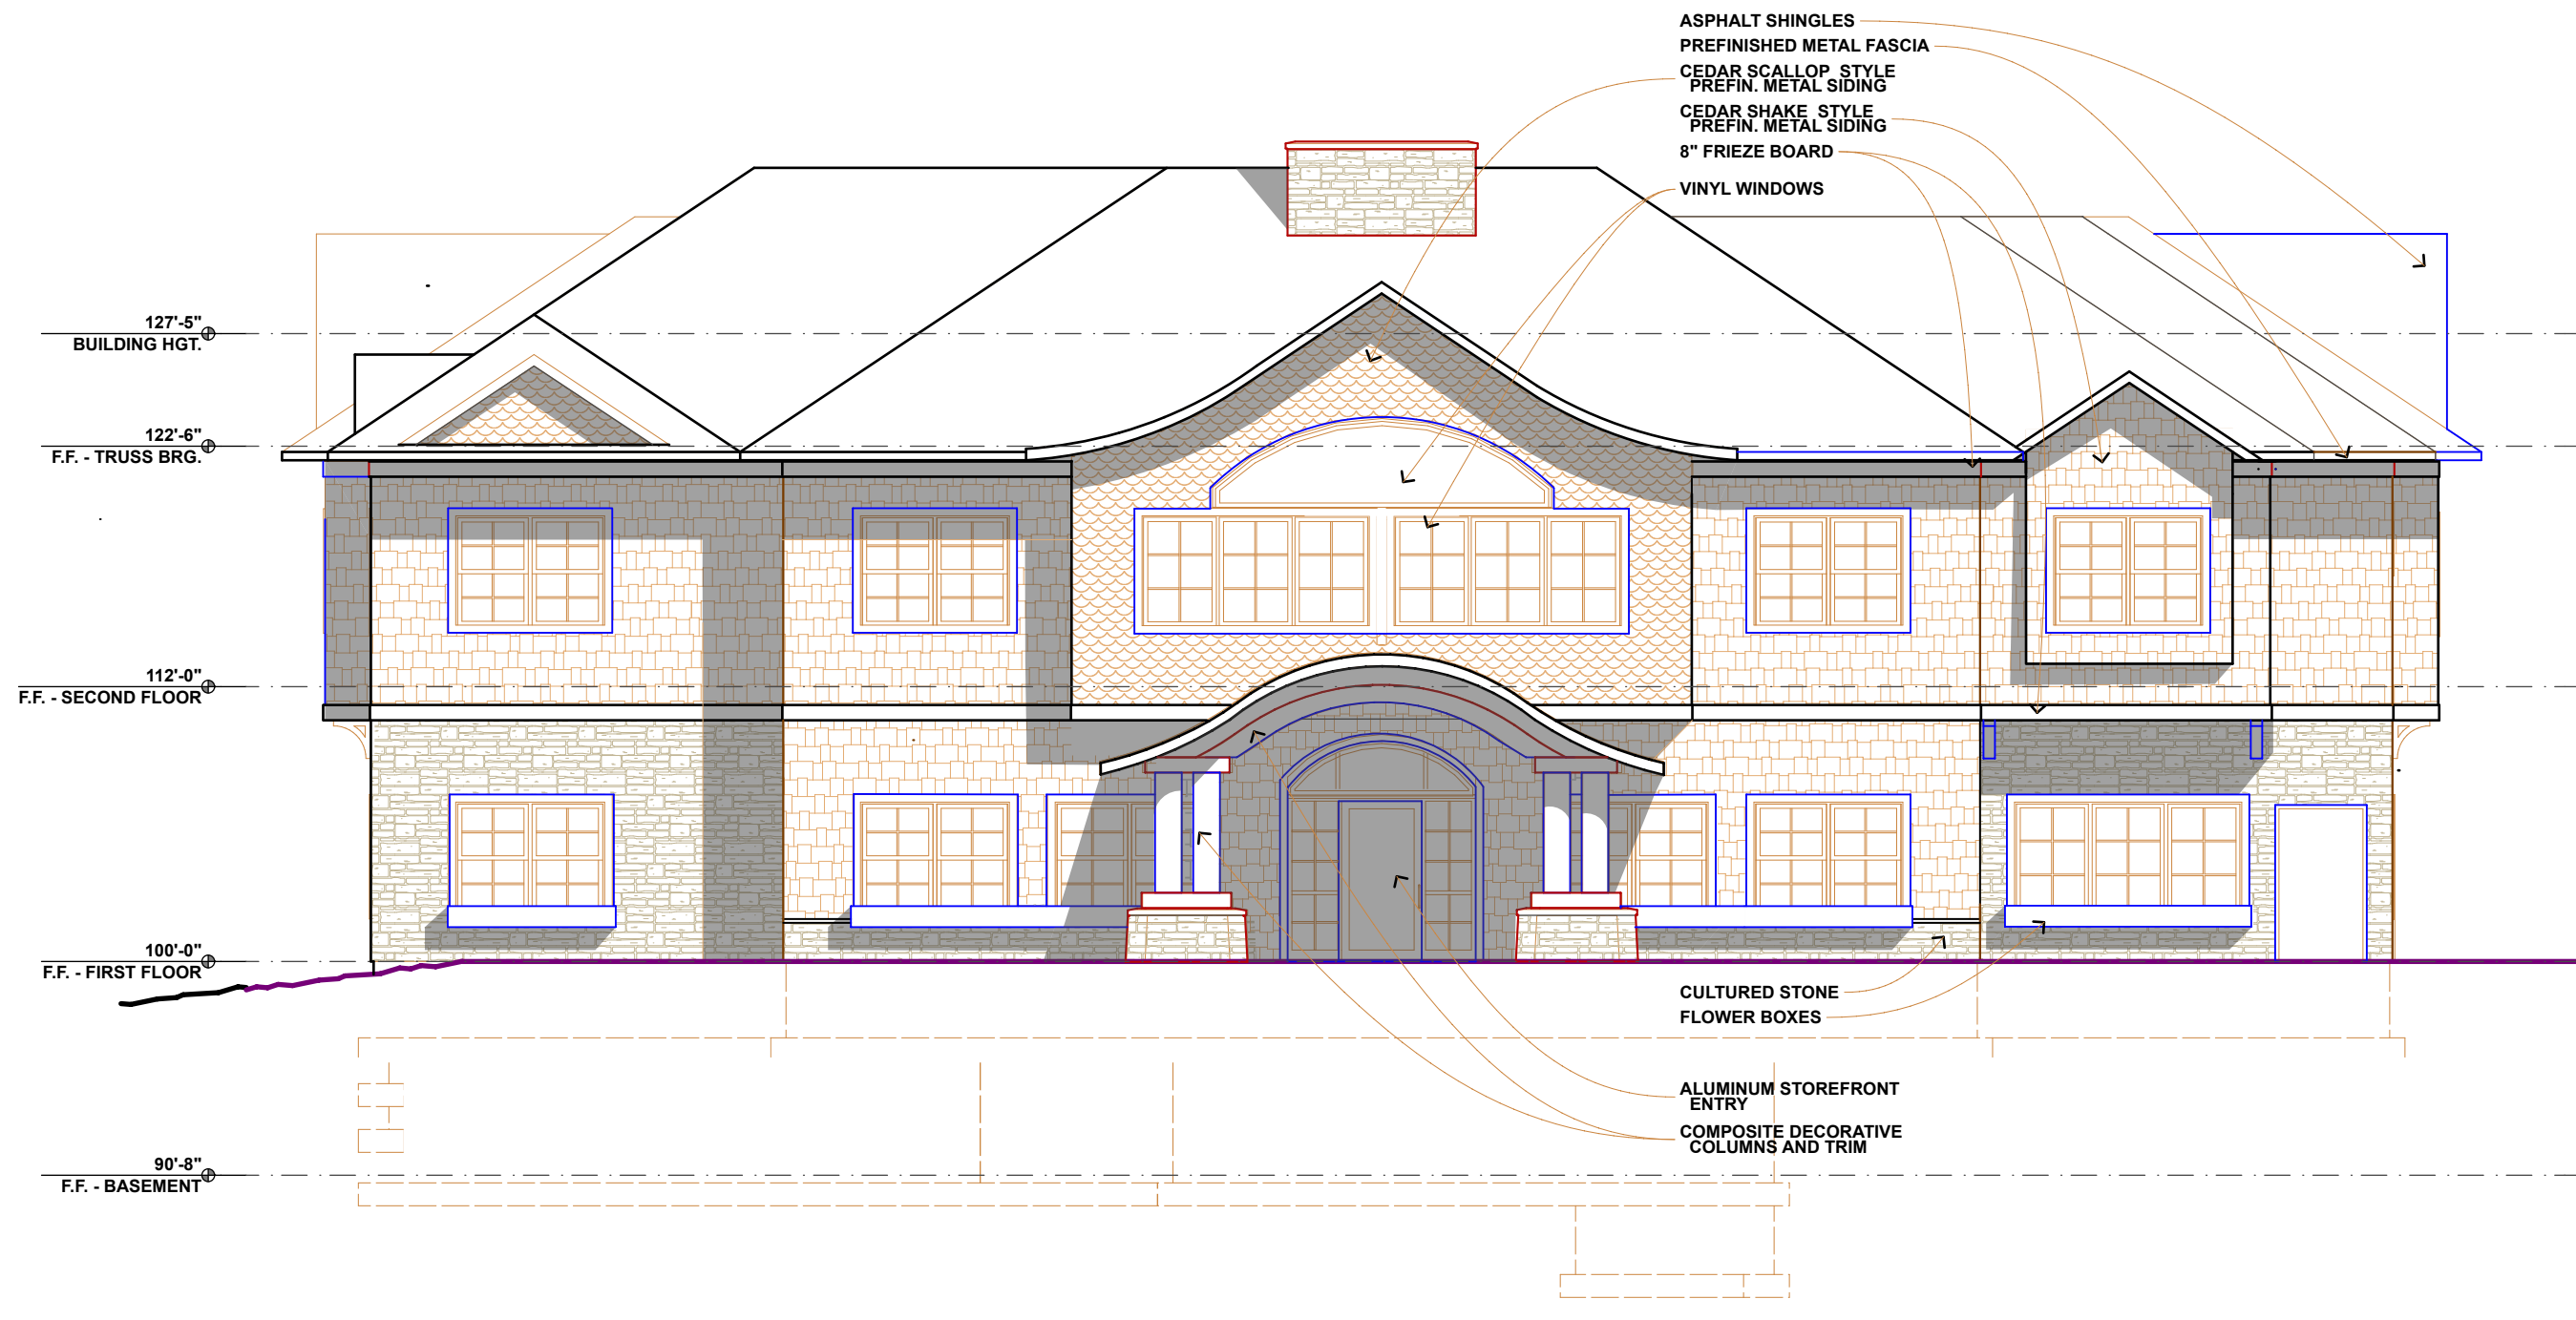 ASPHALT SHINGLES
PREFINISHED METAL FASCIA
CEDAR SCALLOP STYLE
PREFIN. METAL SIDING
CEDAR SHAKE STYLE
PREFIN. METAL SIDING
8" FRIEZE BOARD
VINYL WINDOWS
127'-5"
BUILDING HGT.
122'-6"
F.F. - TRUSS BRG.
112'-0"
F.F. - SECOND FLOOR
100'-0"
F.F. - FIRST FLOOR
CULTURED STONE
FLOWER BOXES
ALUMINUM STOREFRONT
ENTRY
COMPOSITE DECORATIVE
COLUMNS AND TRIM
90'-8"
F.F. - BASEMENT